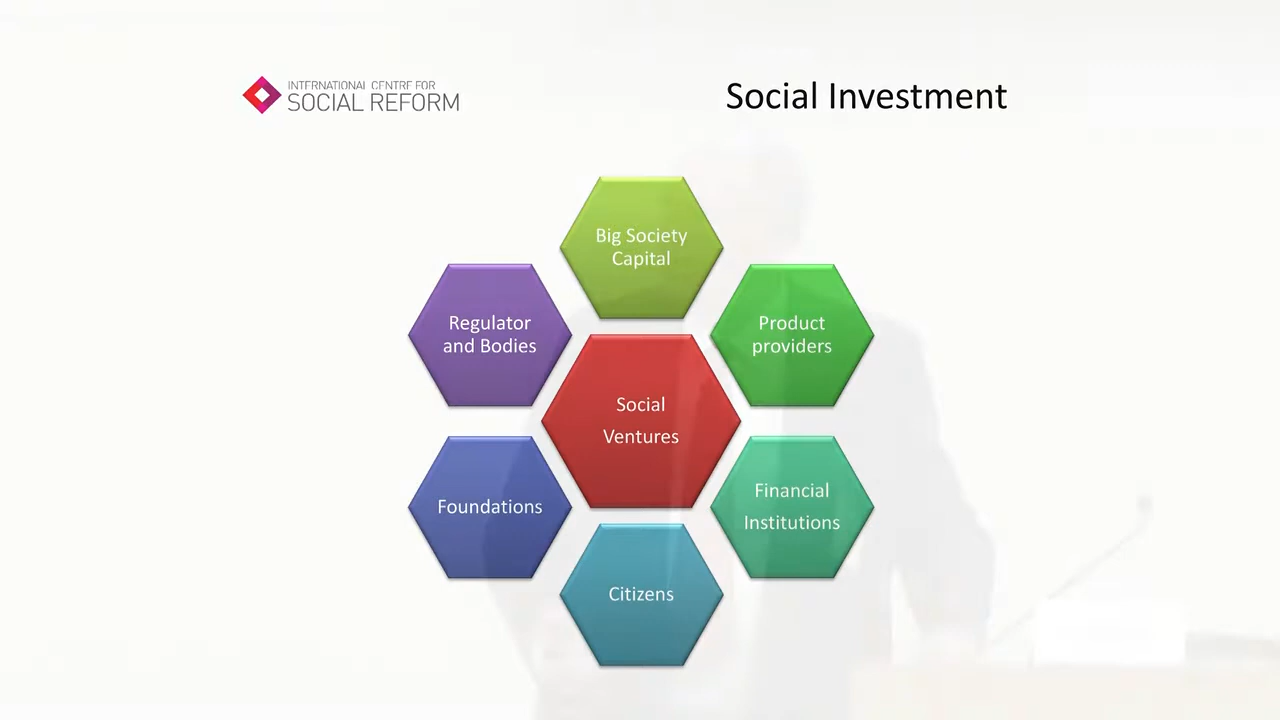 INTERNATIONAL CENTRE FOR
SOCIAL REFORM
Social Investment
Big Society
Capital
Regulator
and Bodies
Product
providers
Social
Ventures
Foundations
Financial
Institutions
Citizens